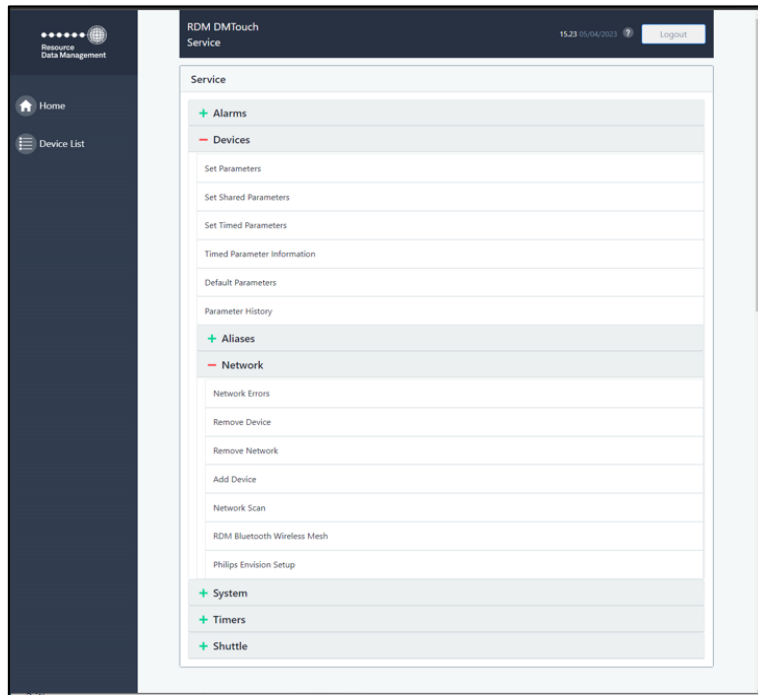 Resource
Data Management
RDM DMTouch
Service
15.23 05/04/2023 ?
Logout
Home
Device List
Service
+ Alarms
− Devices
Set Parameters
Set Shared Parameters
Set Timed Parameters
Timed Parameter Information
Default Parameters
Parameter History
+ Aliases
− Network
Network Errors
Remove Device
Remove Network
Add Device
Network Scan
RDM Bluetooth Wireless Mesh
Philips Envision Setup
+ System
+ Timers
+ Shuttle